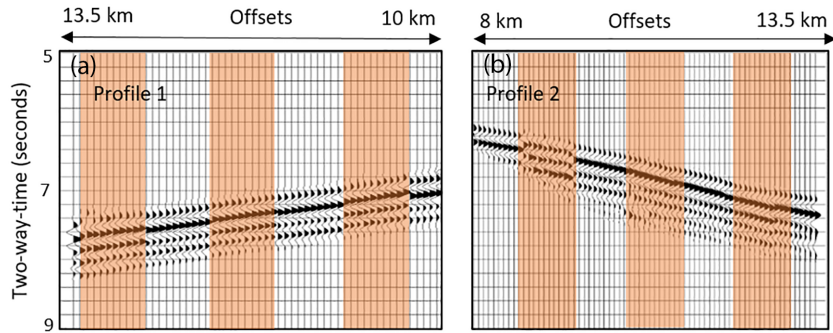 13.5 km Offsets 10 km
8 km Offsets 13.5 km
5
(a)
Profile 1
(b)
Profile 2
Two-way-time (seconds)
7
9